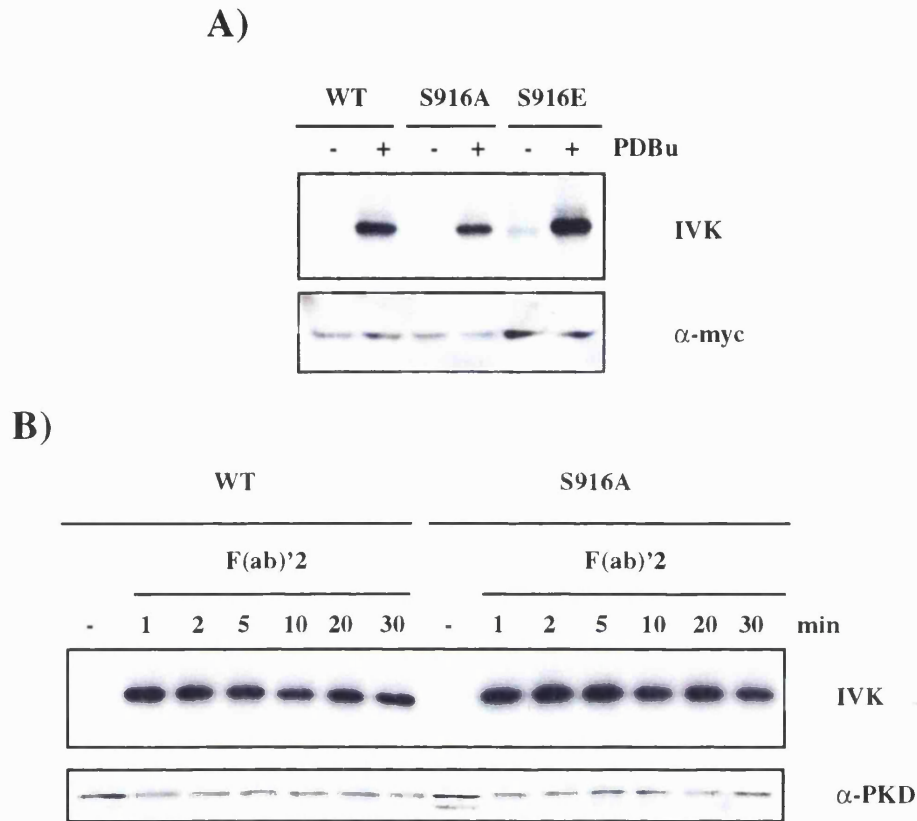 A)
WT S916A S916E
- + - + - + PDBu
IVK
α-myc
B)
WT S916A
F(ab)'2 F(ab)'2
- 1 2 5 10 20 30 - 1 2 5 10 20 30 min
IVK
α-PKD